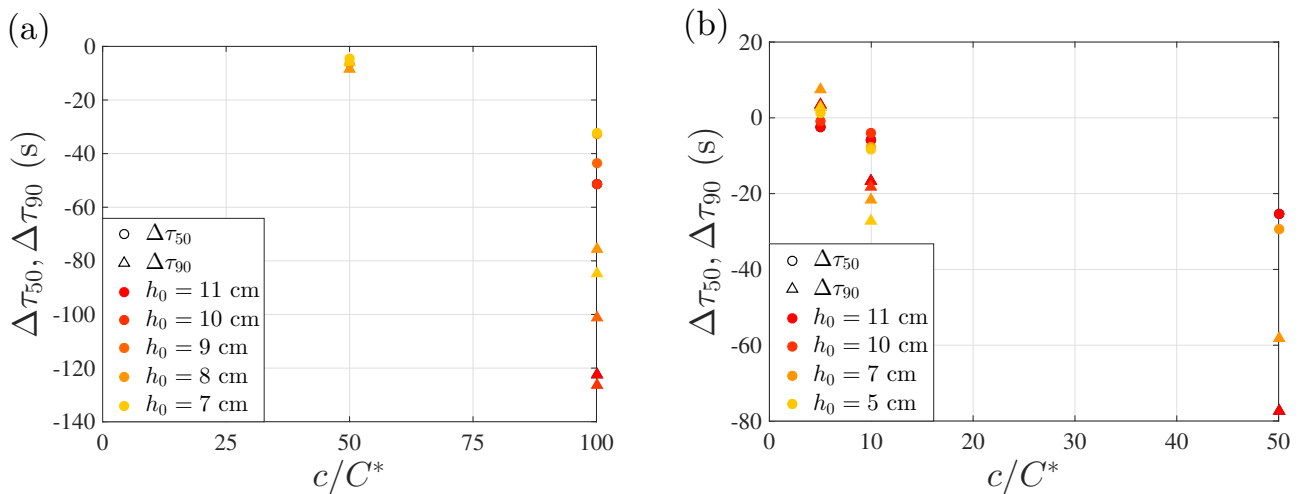 (a)
0
-20
-40
-60
-80
-100
-120
-140
Δτ50, Δτ90 (s)
Δτ50
Δτ90
h0 = 11 cm
h0 = 10 cm
h0 = 9 cm
h0 = 8 cm
h0 = 7 cm
0 25 50 75 100
c/C*
(b)
20
0
-20
-40
-60
-80
Δτ50, Δτ90 (s)
Δτ50
Δτ90
h0 = 11 cm
h0 = 10 cm
h0 = 7 cm
h0 = 5 cm
0 10 20 30 40 50
c/C*